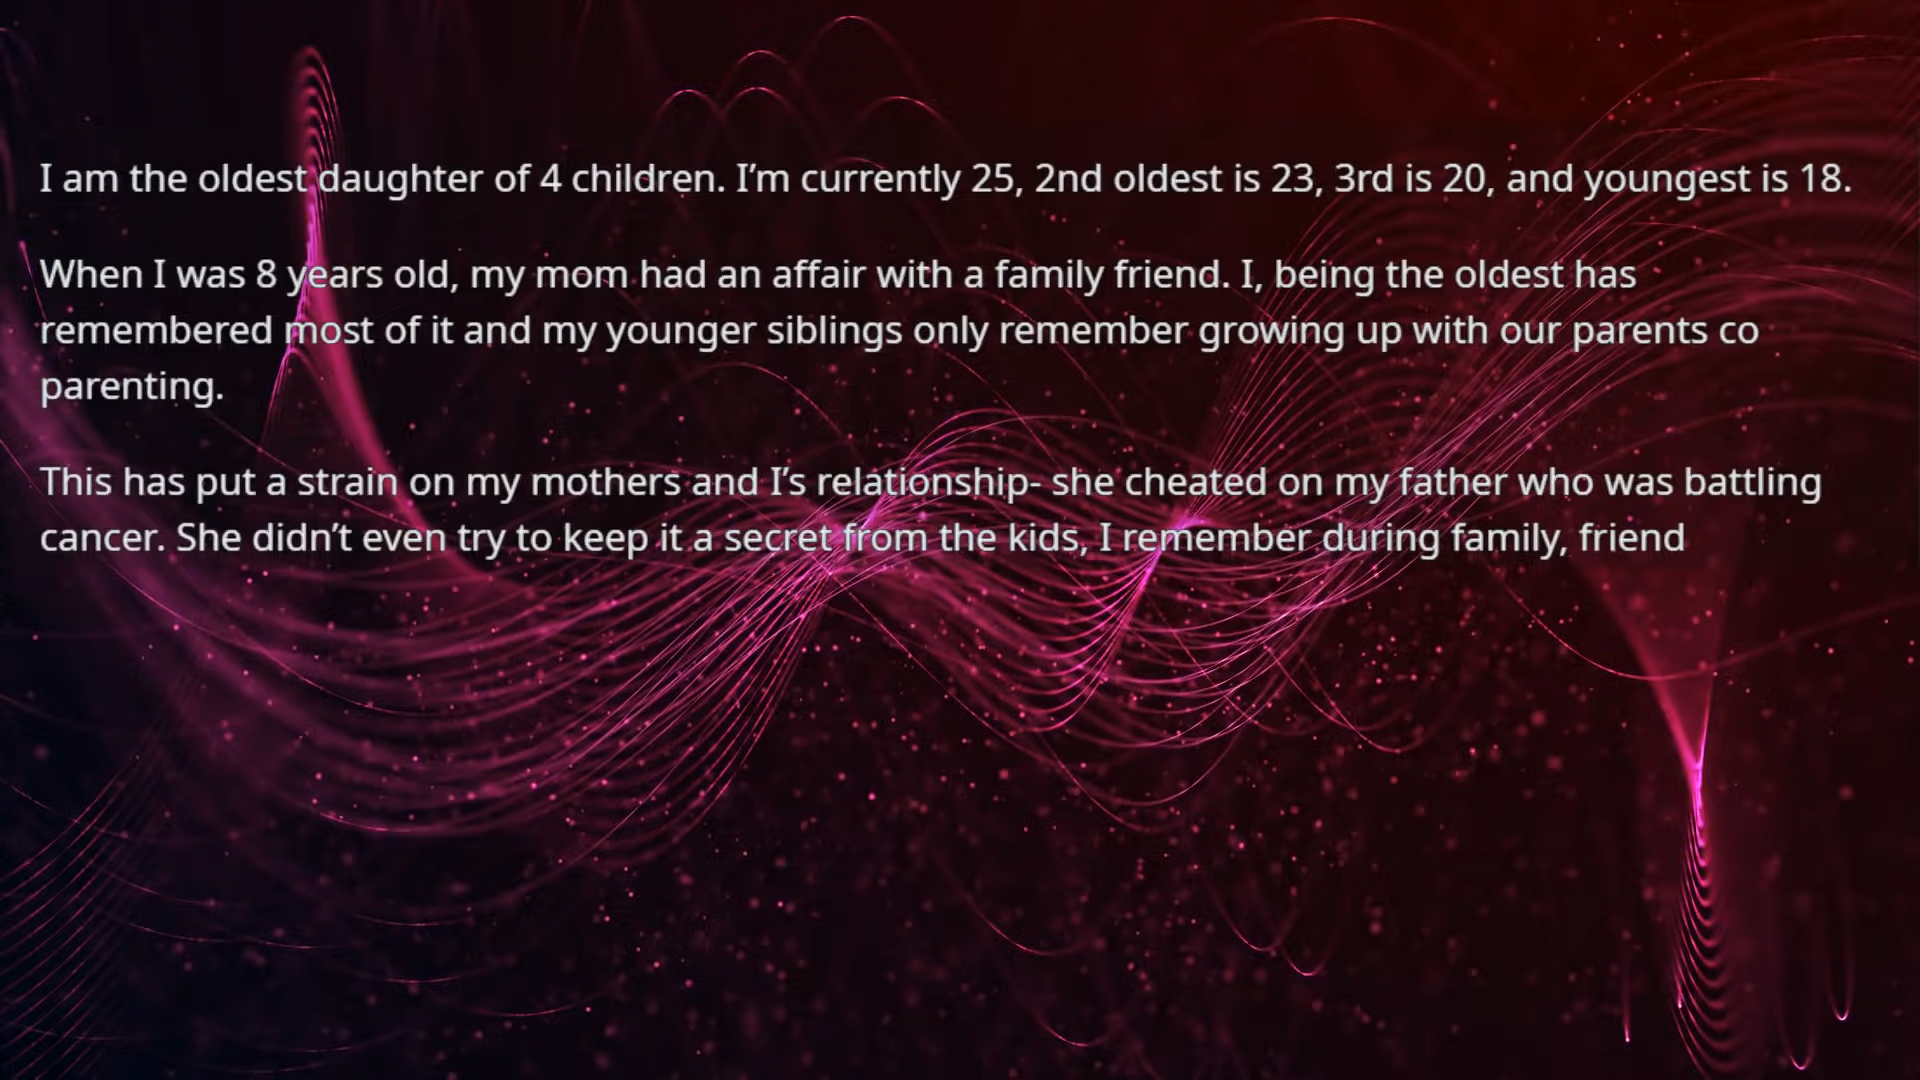 I am the oldest daughter of 4 children. I’m currently 25, 2nd oldest is 23, 3rd is 20, and youngest is 18.
When I was 8 years old, my mom had an affair with a family friend. I, being the oldest has
remembered most of it and my younger siblings only remember growing up with our parents co
parenting.
This has put a strain on my mothers and I’s relationship- she cheated on my father who was battling
cancer. She didn’t even try to keep it a secret from the kids, I remember during family, friend